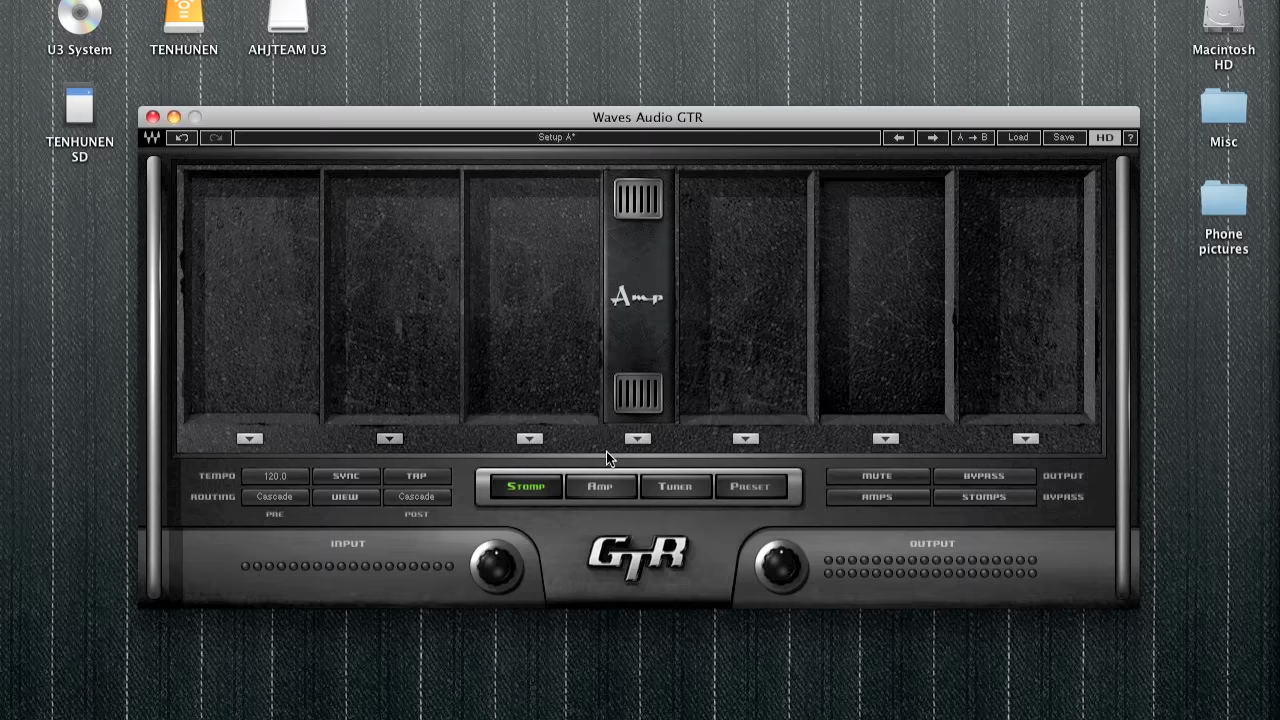 U3 System
TENHUNEN
AHJTEAM U3
Macintosh
HD
TENHUNEN
SD
Misc
Phone
pictures
Waves Audio GTR
Setup A*
A → B
Load
Save
HD
?
Amp
TEMPO
120.0
SYNC
TAP
ROUTING
Cascade
VIEW
Cascade
PRE
POST
STOMP
AMP
TUNER
PRESET
MUTE
BYPASS
OUTPUT
AMPS
STOMPS
BYPASS
INPUT
GTR
OUTPUT